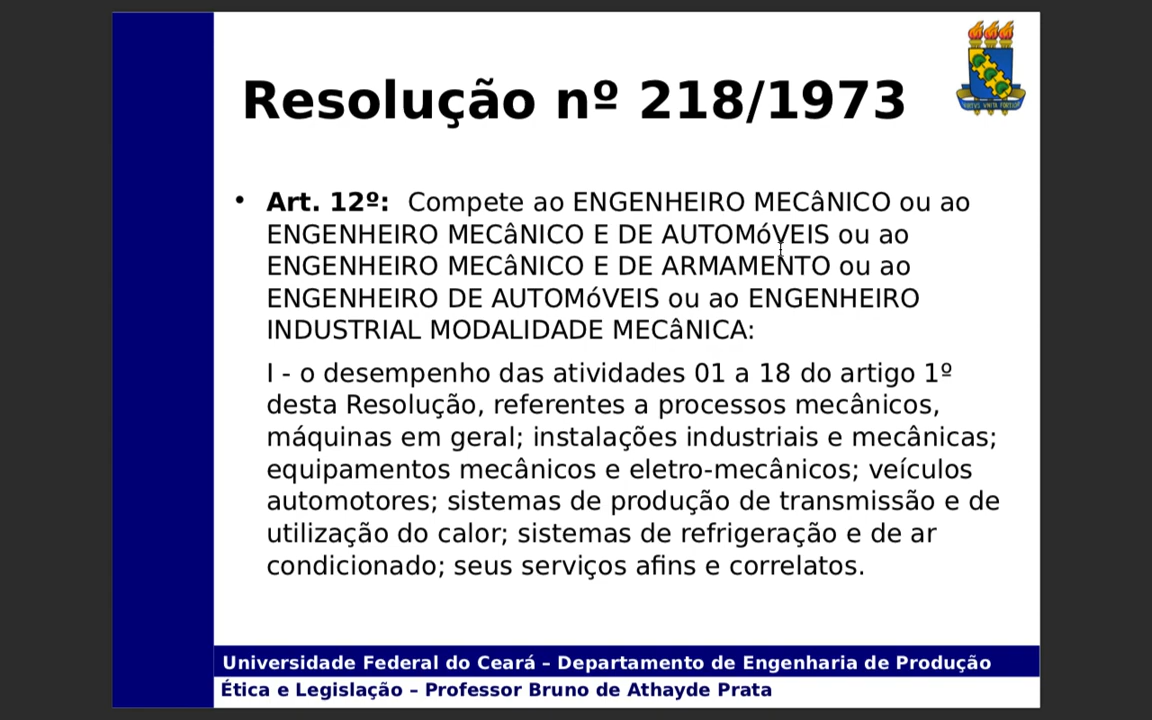 Resolução nº 218/1973
• Art. 12º: Compete ao ENGENHEIRO MECâNICO ou ao
ENGENHEIRO MECâNICO E DE AUTOMóVEIS ou ao
ENGENHEIRO MECâNICO E DE ARMAMENTO ou ao
ENGENHEIRO DE AUTOMóVEIS ou ao ENGENHEIRO
INDUSTRIAL MODALIDADE MECâNICA:
I - o desempenho das atividades 01 a 18 do artigo 1º
desta Resolução, referentes a processos mecânicos,
máquinas em geral; instalações industriais e mecânicas;
equipamentos mecânicos e eletro-mecânicos; veículos
automotores; sistemas de produção de transmissão e de
utilização do calor; sistemas de refrigeração e de ar
condicionado; seus serviços afins e correlatos.
Universidade Federal do Ceará – Departamento de Engenharia de Produção
Ética e Legislação – Professor Bruno de Athayde Prata